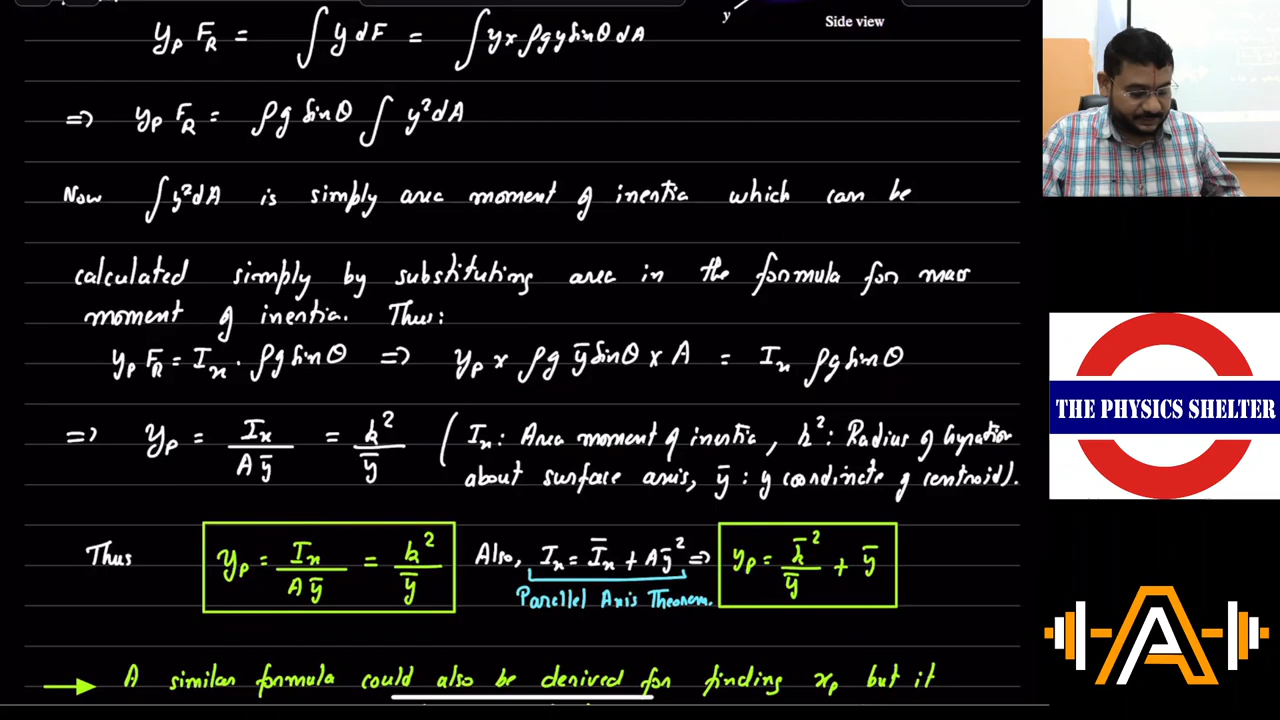 y
Side view
y_P F_R = ∫ y dF = ∫ y × ρgy sinθ dA
⇒ y_P F_R = ρg sinθ ∫ y² dA
Now ∫ y² dA is simply area moment of inertia which can be
calculated simply by substituting area in the formula for mass
moment of inertia. Thus:
y_P F_R = I_x · ρg sinθ ⇒ y_P × ρg ȳ sinθ × A = I_x ρg sinθ
⇒ y_P = I_x / Aȳ = k² / ȳ ( I_x : Area moment of inertia, k² : Radius of Gyration
about surface axis, ȳ : y coordinate of centroid).
Thus y_P = I_x / Aȳ = k² / ȳ Also, I_x = Ī_x + Aȳ² ⇒ y_P = k̄² / ȳ + ȳ
Parallel Axis Theorem.
→ A similar formula could also be derived for finding x_P but it
THE PHYSICS SHELTER